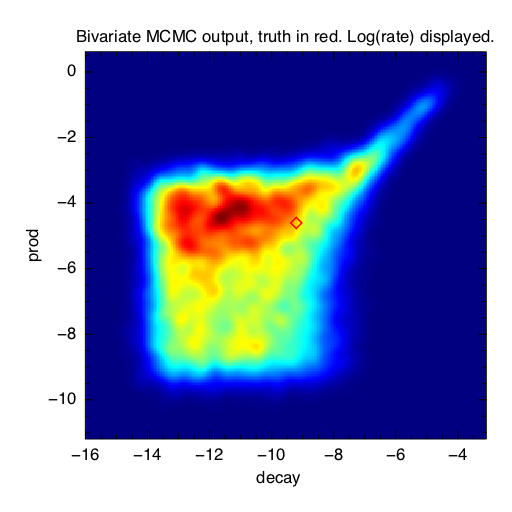 Bivariate MCMC output, truth in red. Log(rate) displayed.
0
−2
−4
−6
−8
−10
prod
−16 −14 −12 −10 −8 −6 −4
decay